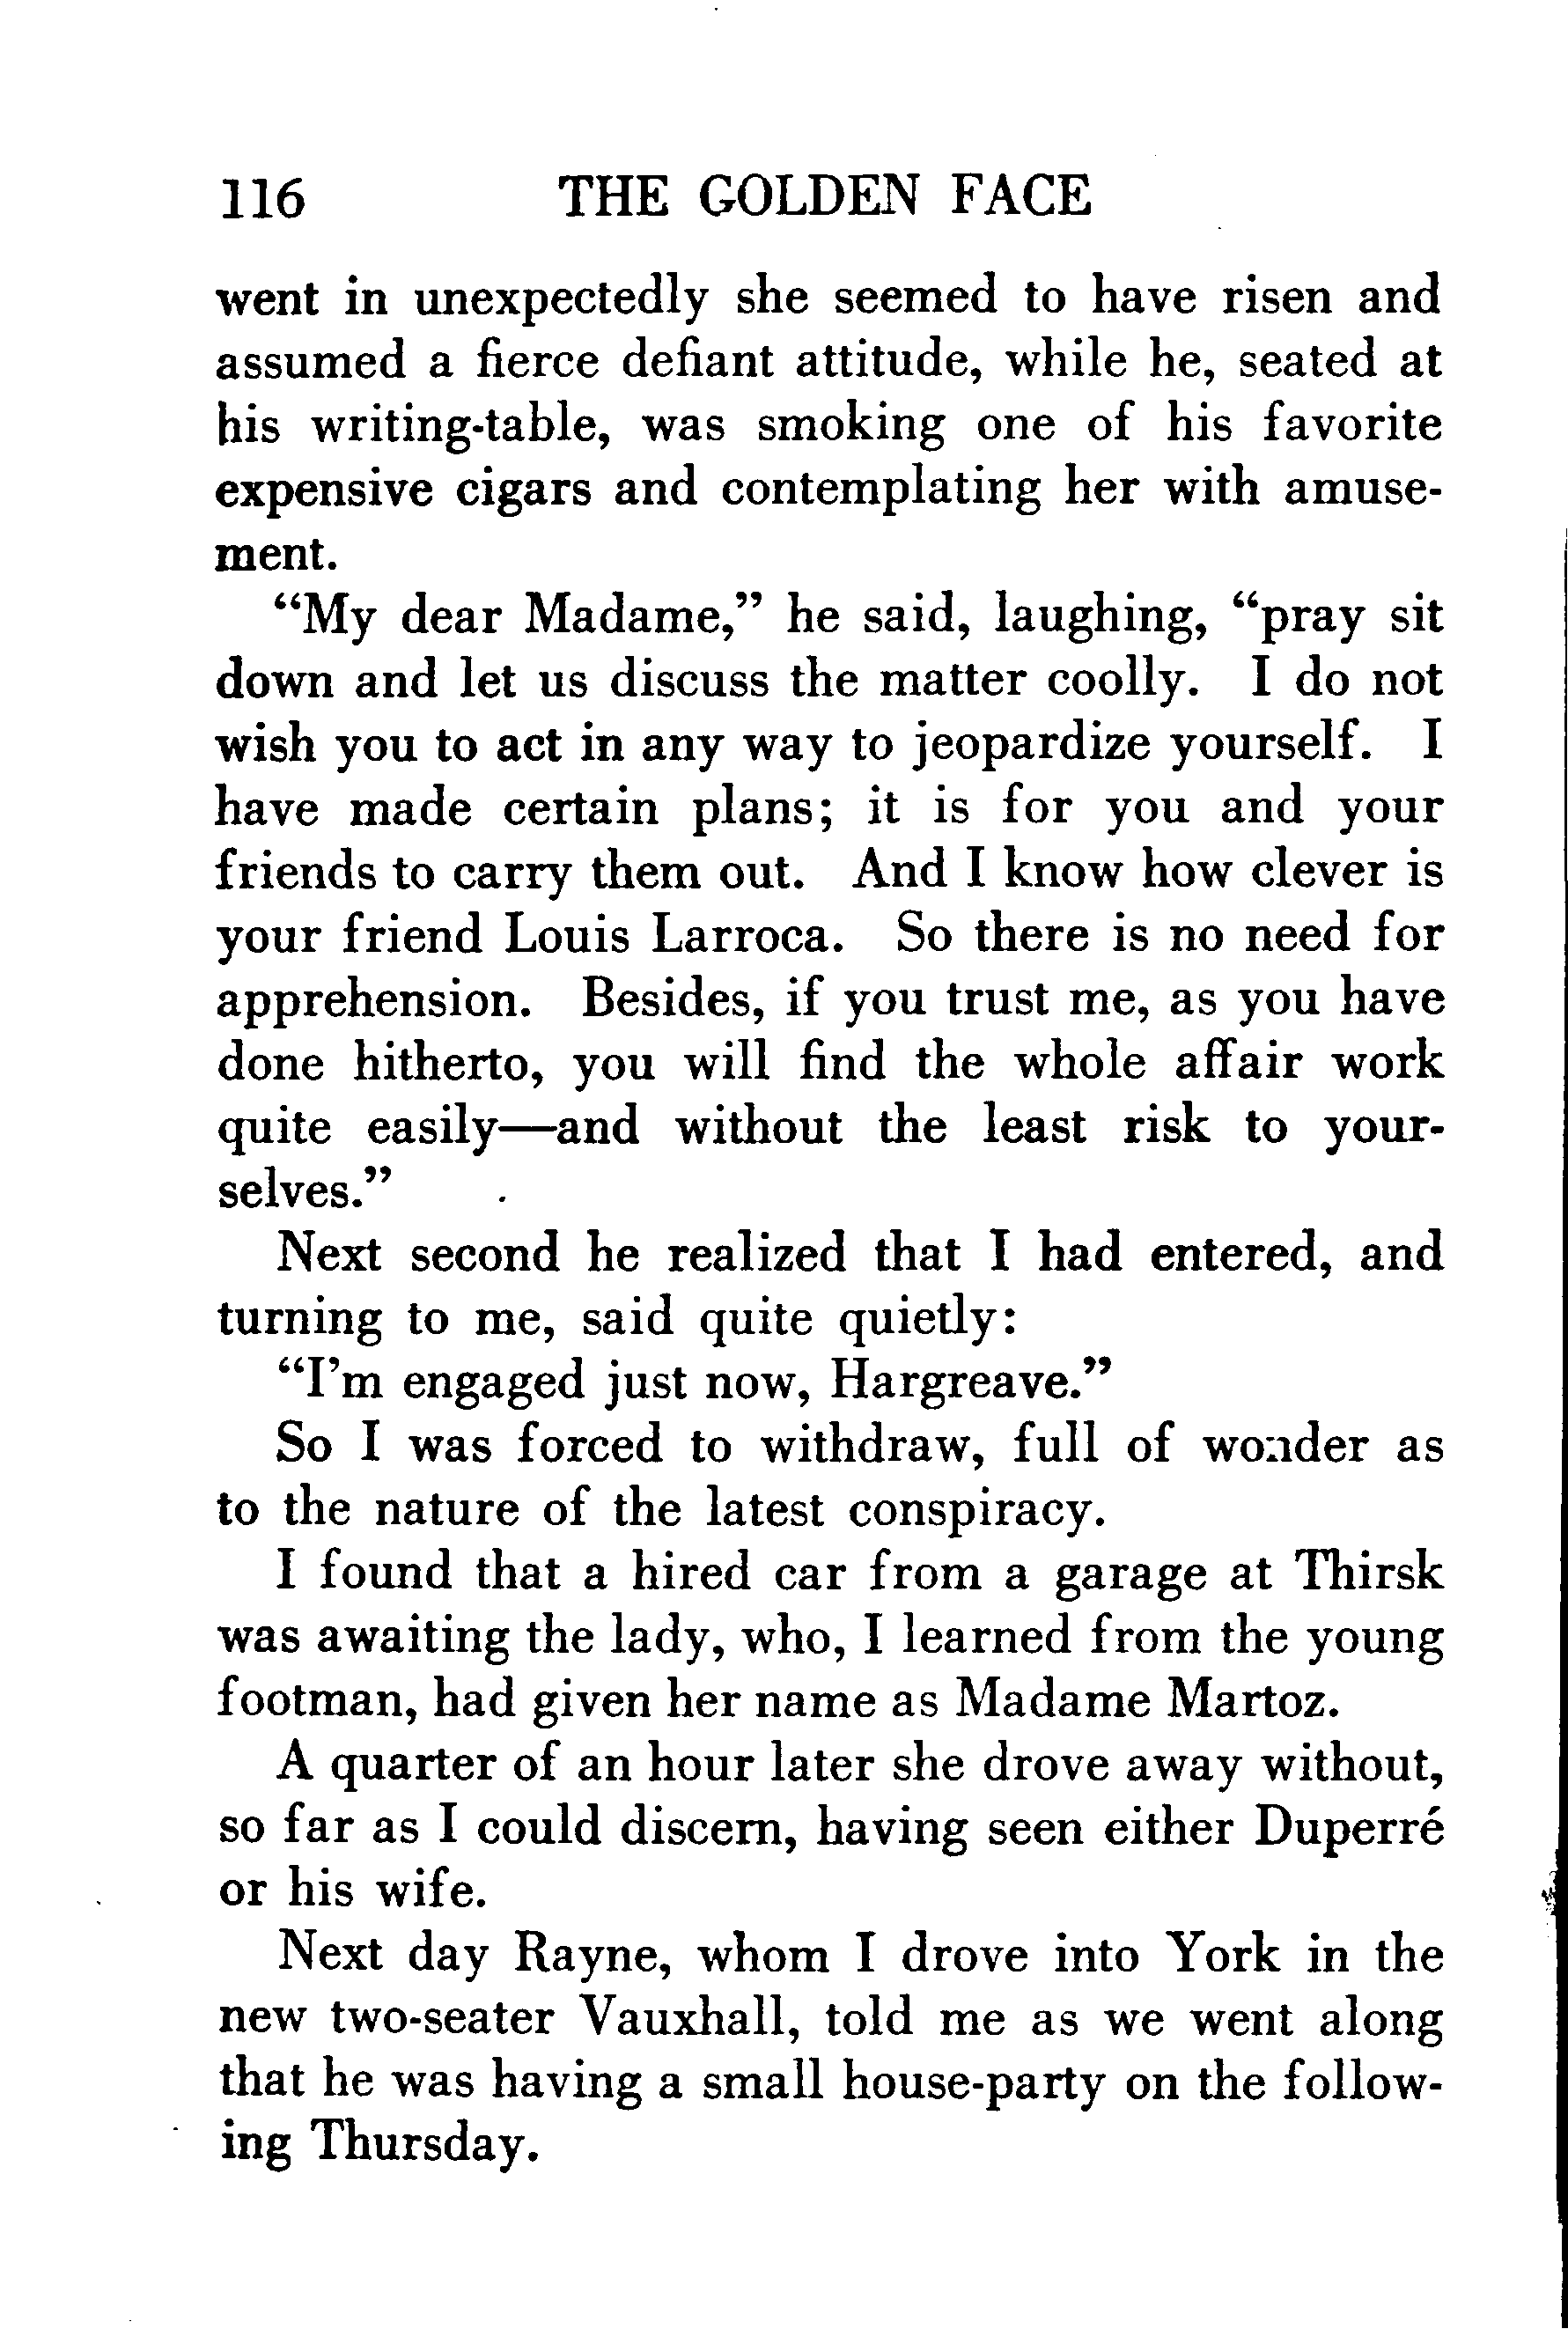 116 THE GOLDEN FACE
went in unexpectedly she seemed to have risen and
assumed a fierce defiant attitude, while he, seated at
his writing-table, was smoking one of his favorite
expensive cigars and contemplating her with amuse-
ment.
“My dear Madame,” he said, laughing, “pray sit
down and let us discuss the matter coolly. I do not
wish you to act in any way to jeopardize yourself. I
have made certain plans; it is for you and your
friends to carry them out. And I know how clever is
your friend Louis Larroca. So there is no need for
apprehension. Besides, if you trust me, as you have
done hitherto, you will find the whole affair work
quite easily—and without the least risk to your-
selves.”
Next second he realized that I had entered, and
turning to me, said quite quietly:
“I’m engaged just now, Hargreave.”
So I was forced to withdraw, full of wonder as
to the nature of the latest conspiracy.
I found that a hired car from a garage at Thirsk
was awaiting the lady, who, I learned from the young
footman, had given her name as Madame Martoz.
A quarter of an hour later she drove away without,
so far as I could discern, having seen either Duperré
or his wife.
Next day Rayne, whom I drove into York in the
new two-seater Vauxhall, told me as we went along
that he was having a small house-party on the follow-
ing Thursday.